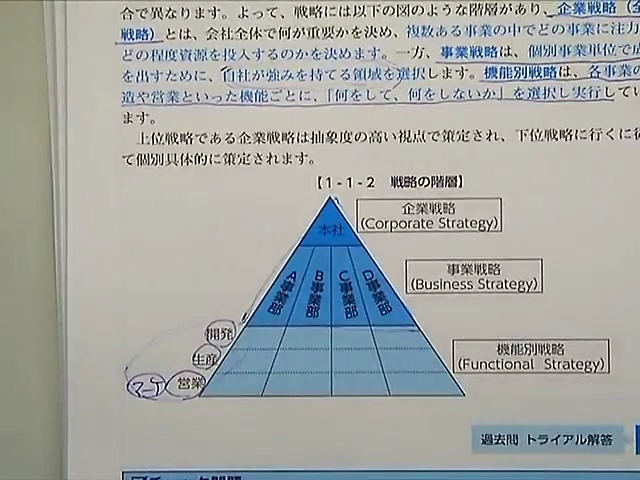 合で異なります。よって、戦略には以下の図のような階層があり、企業戦略(全
戦略)とは、会社全体で何が重要かを決め、複数ある事業の中でどの事業に注力
どの程度資源を投入するのかを決めます。一方、事業戦略は、個別事業単位で成
を出すために、自社が強みを持てる領域を選択します。機能別戦略は、各事業の
造や営業といった機能ごとに、「何をして、何をしないか」を選択し実行してい
ます。
上位戦略である企業戦略は抽象度の高い視点で策定され、下位戦略に行くに従
て個別具体的に策定されます。
【1-1-2 戦略の階層】
本社
企業戦略
(Corporate Strategy)
A事業部 B事業部 C事業部 D事業部
事業戦略
(Business Strategy)
開発
生産
マーケ 営業
機能別戦略
(Functional Strategy)
過去問 トライアル解答